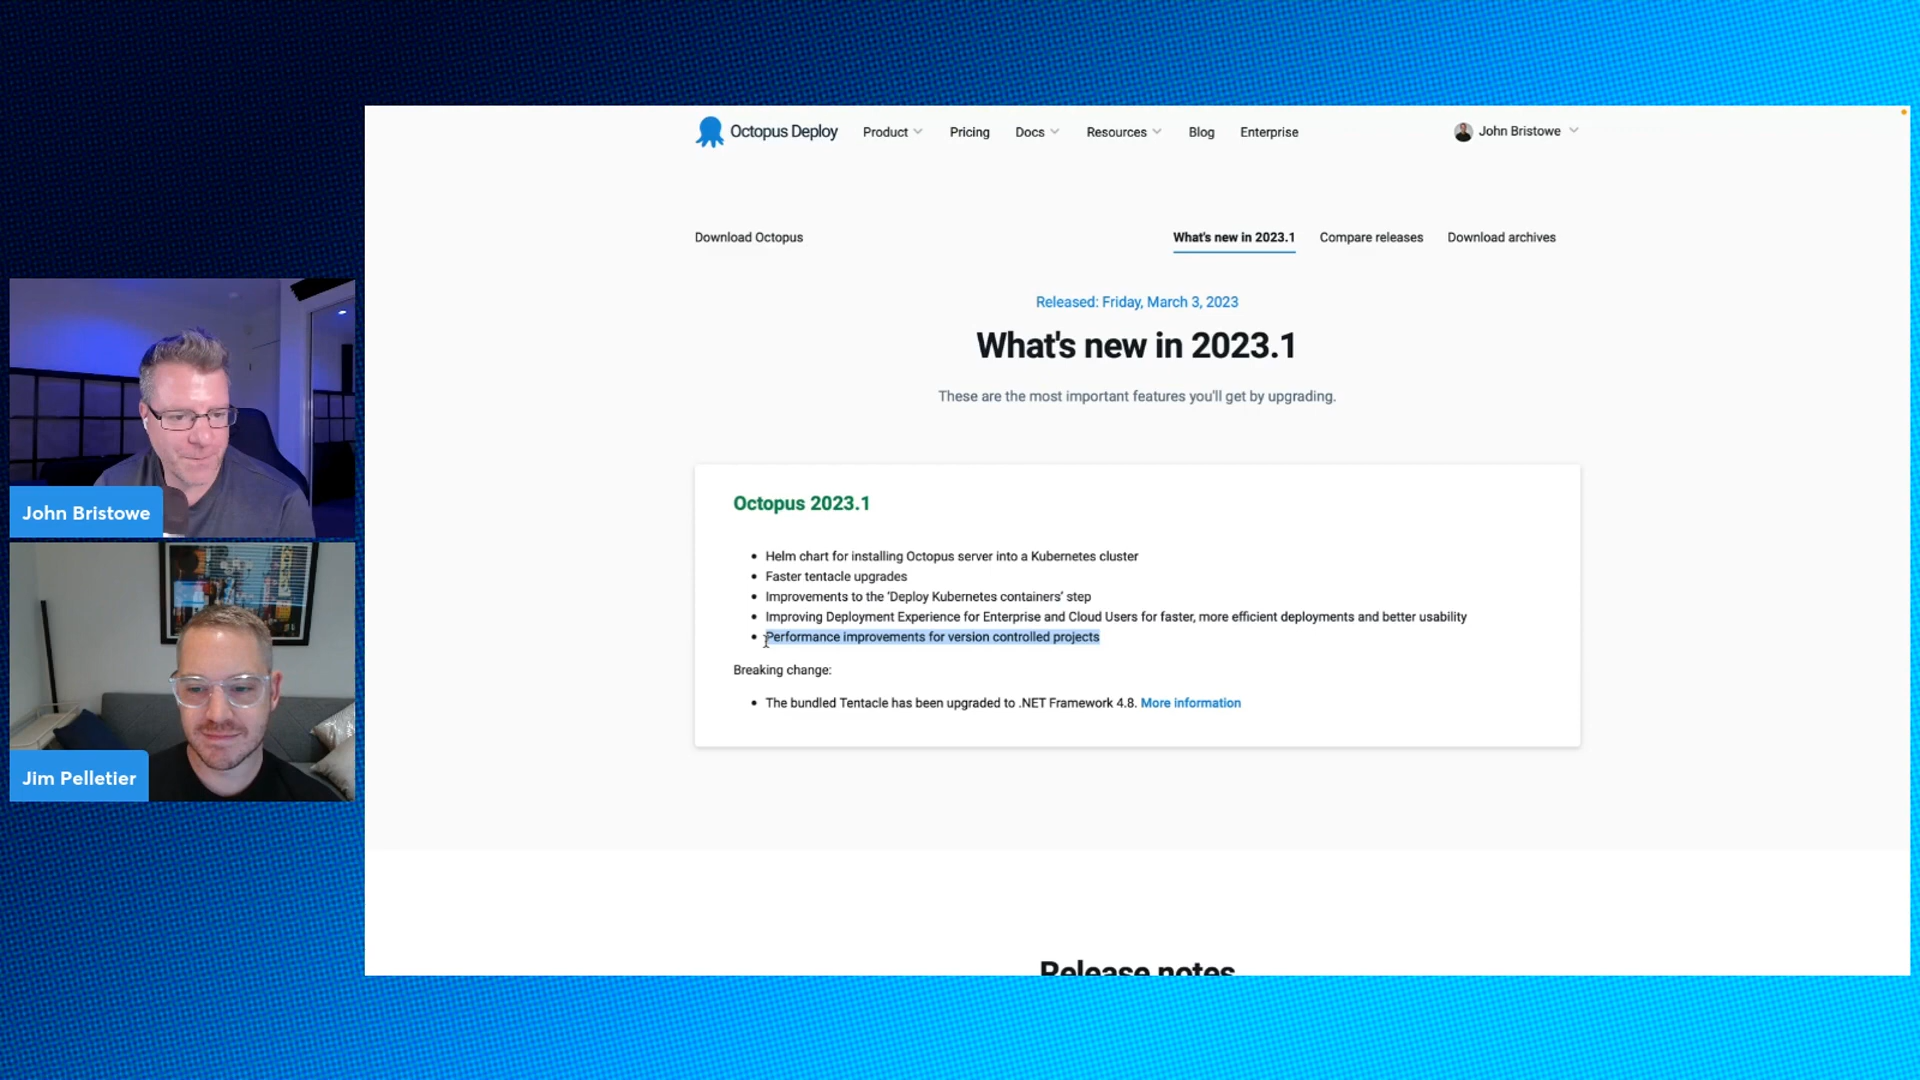 Octopus Deploy
Product
Pricing
Docs
Resources
Blog
Enterprise
John Bristowe
Download Octopus
What's new in 2023.1
Compare releases
Download archives
Released: Friday, March 3, 2023
What's new in 2023.1
These are the most important features you'll get by upgrading.
Octopus 2023.1
Helm chart for installing Octopus server into a Kubernetes cluster
Faster tentacle upgrades
Improvements to the ‘Deploy Kubernetes containers’ step
Improving Deployment Experience for Enterprise and Cloud Users for faster, more efficient deployments and better usability
Performance improvements for version controlled projects
Breaking change:
The bundled Tentacle has been upgraded to .NET Framework 4.8. More information
Release notes
John Bristowe
Jim Pelletier